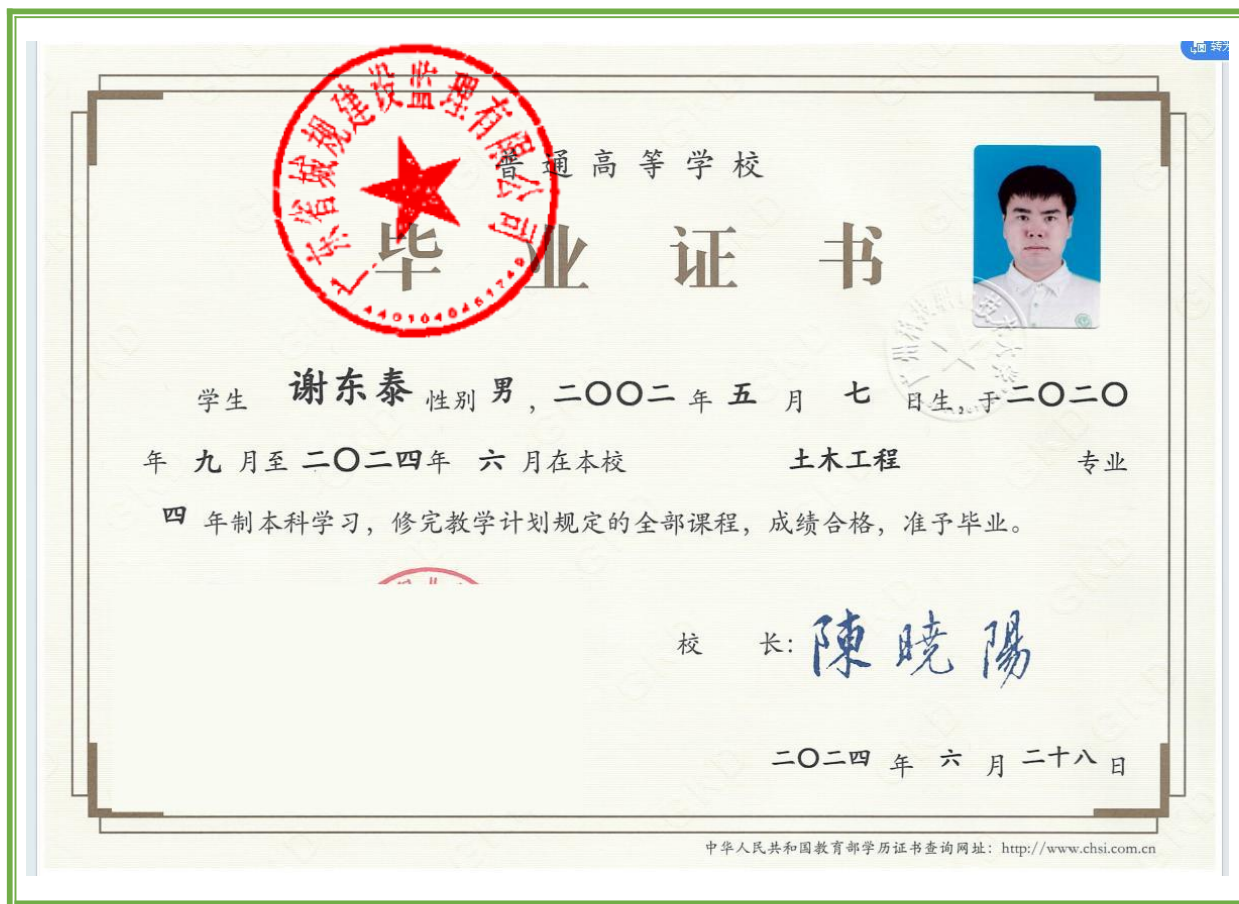 转为
广东省城规建设监理有限公司
普通高等学校
毕业证书
学生 谢东泰 性别 男 ，二〇〇二 年 五 月 七 日生，于二〇二〇
年 九 月至 二〇二四年 六 月在本校 土木工程 专业
四 年制本科学习，修完教学计划规定的全部课程，成绩合格，准予毕业。
校 长：陳曉陽
二〇二四 年 六 月 二十八 日
中华人民共和国教育部学历证书查询网址：http://www.chsi.com.cn